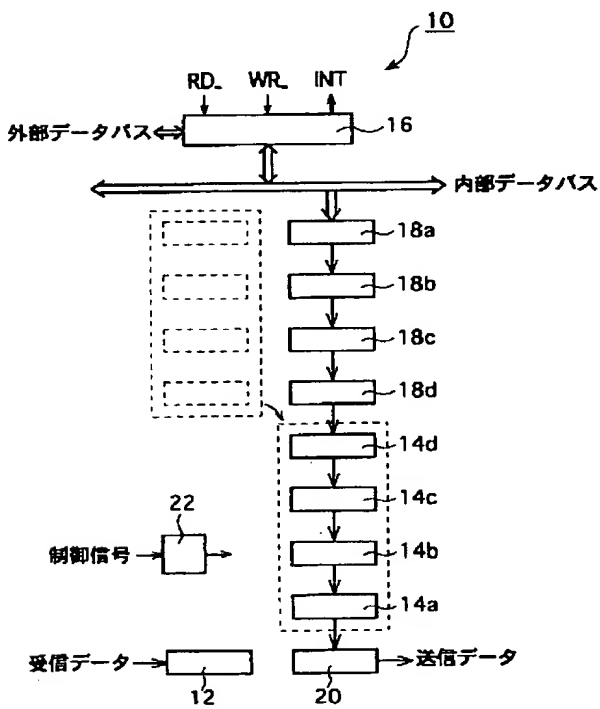 10
RD_ WR_ INT
外部データバス
16
内部データバス
18a
18b
18c
18d
14d
14c
22
制御信号
14b
14a
受信データ
送信データ
12
20